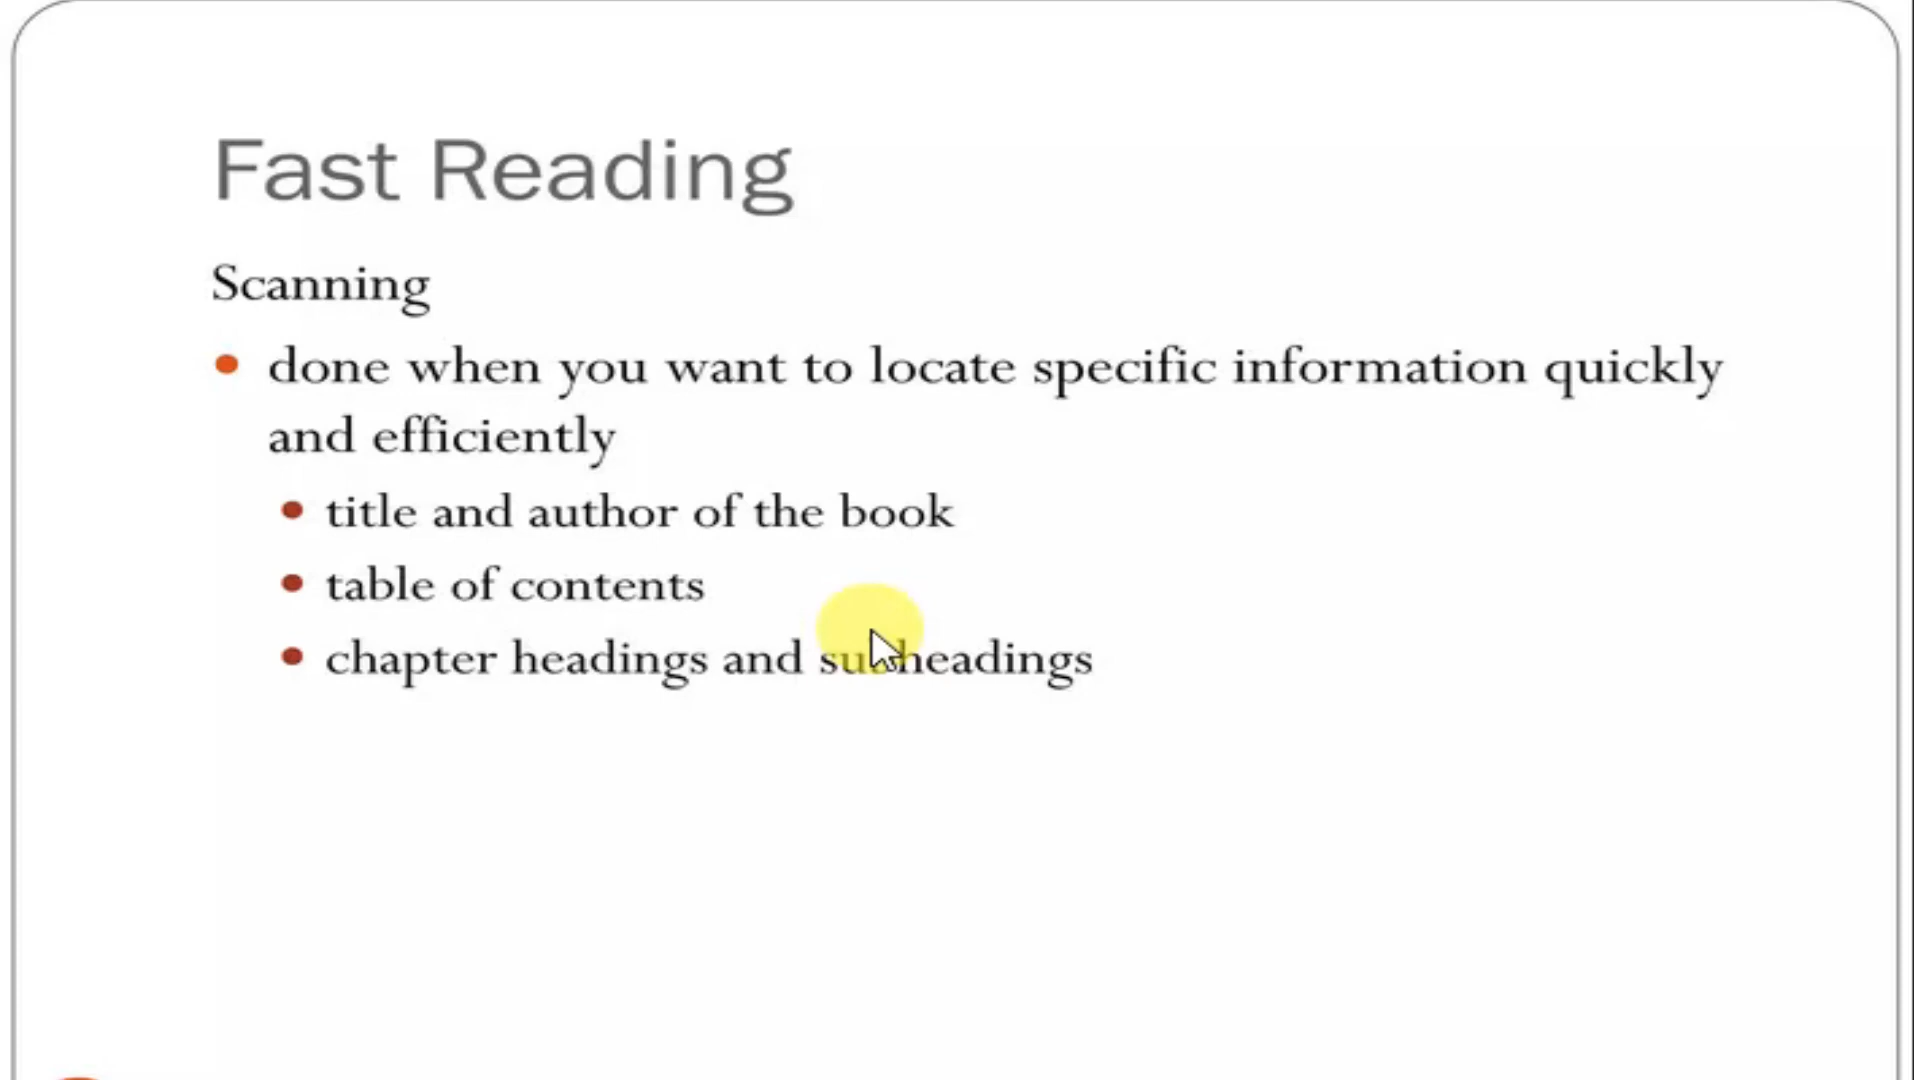 Fast Reading
Scanning
done when you want to locate specific information quickly
and efficiently
title and author of the book
table of contents
chapter headings and subheadings